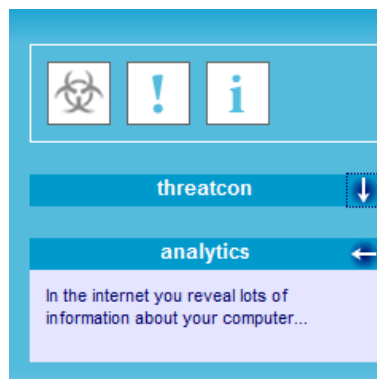 ! i
threatcon
analytics
In the internet you reveal lots of
information about your computer...